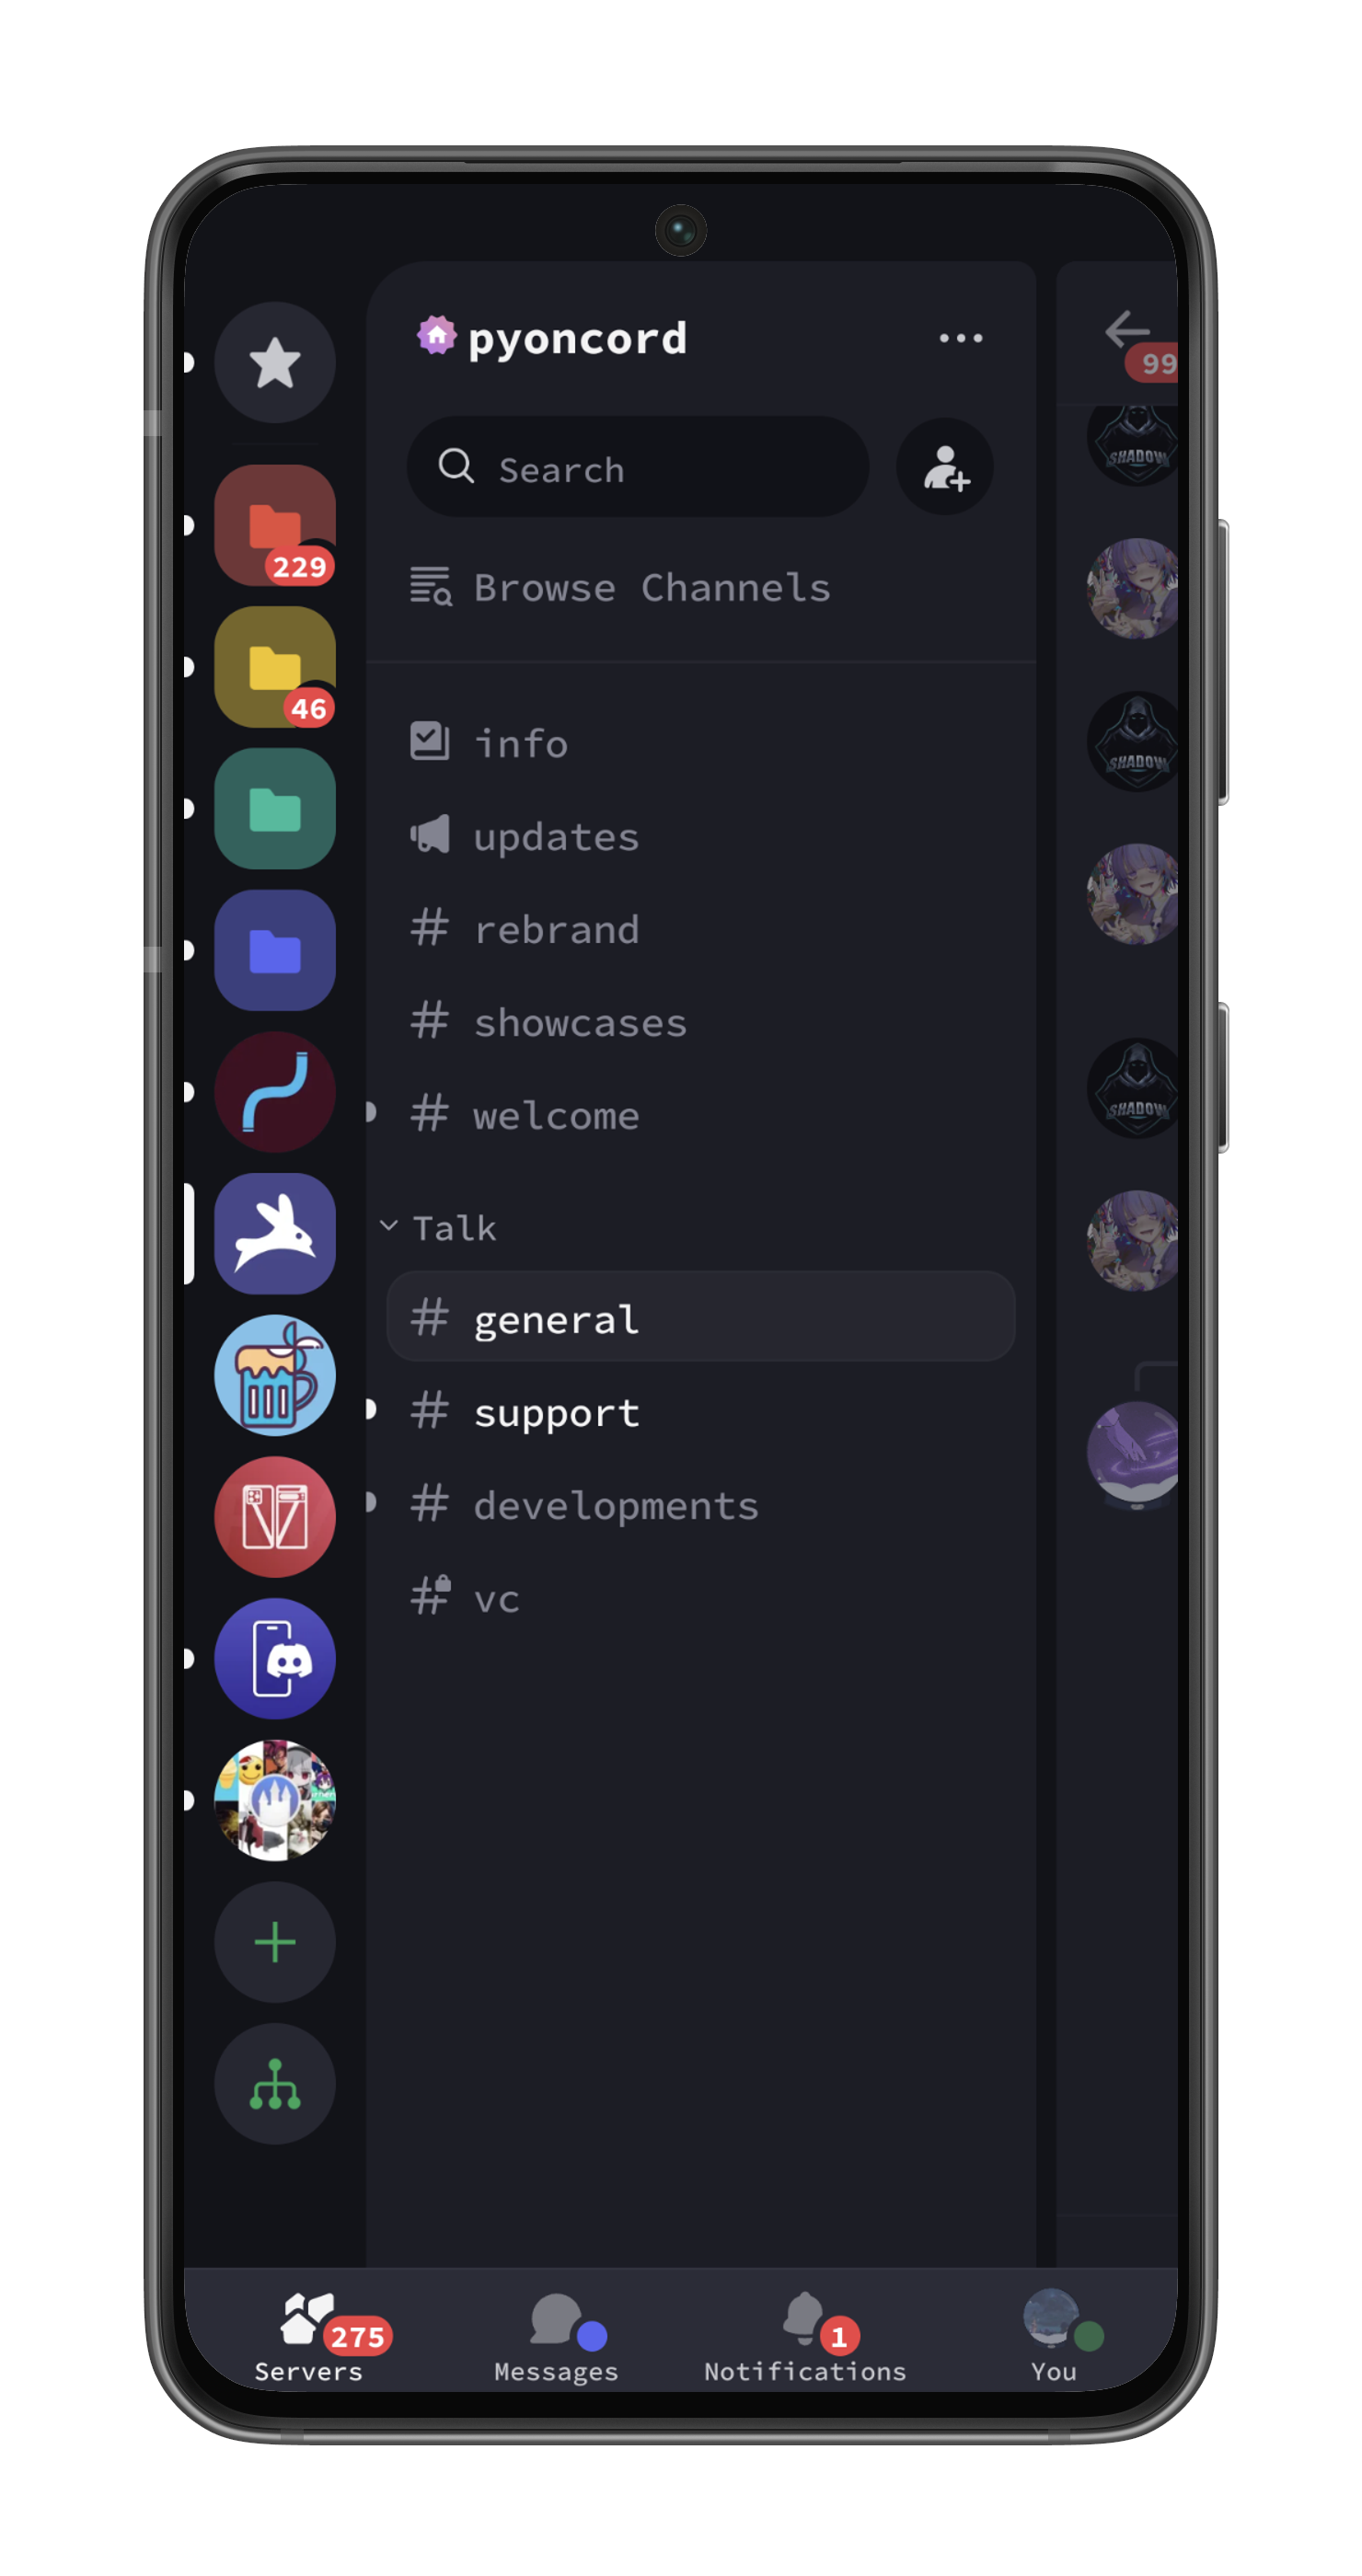 pyoncord
99
Search
SHADOW
Browse Channels
229
46
info
SHADOW
updates
rebrand
showcases
welcome
SHADOW
Talk
general
support
developments
vc
275
1
Servers
Messages
Notifications
You